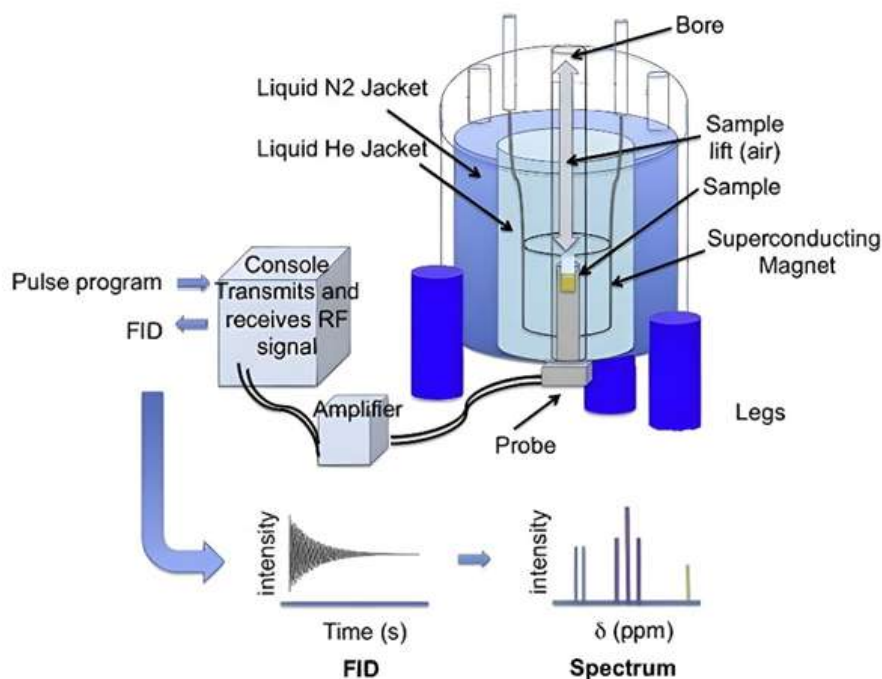 Bore
Liquid N2 Jacket
Sample
lift (air)
Liquid He Jacket
Sample
Superconducting
Magnet
Console
Transmits and
receives RF
signal
Pulse program
FID
Amplifier
Probe
Legs
intensity
Time (s)
FID
intensity
δ (ppm)
Spectrum